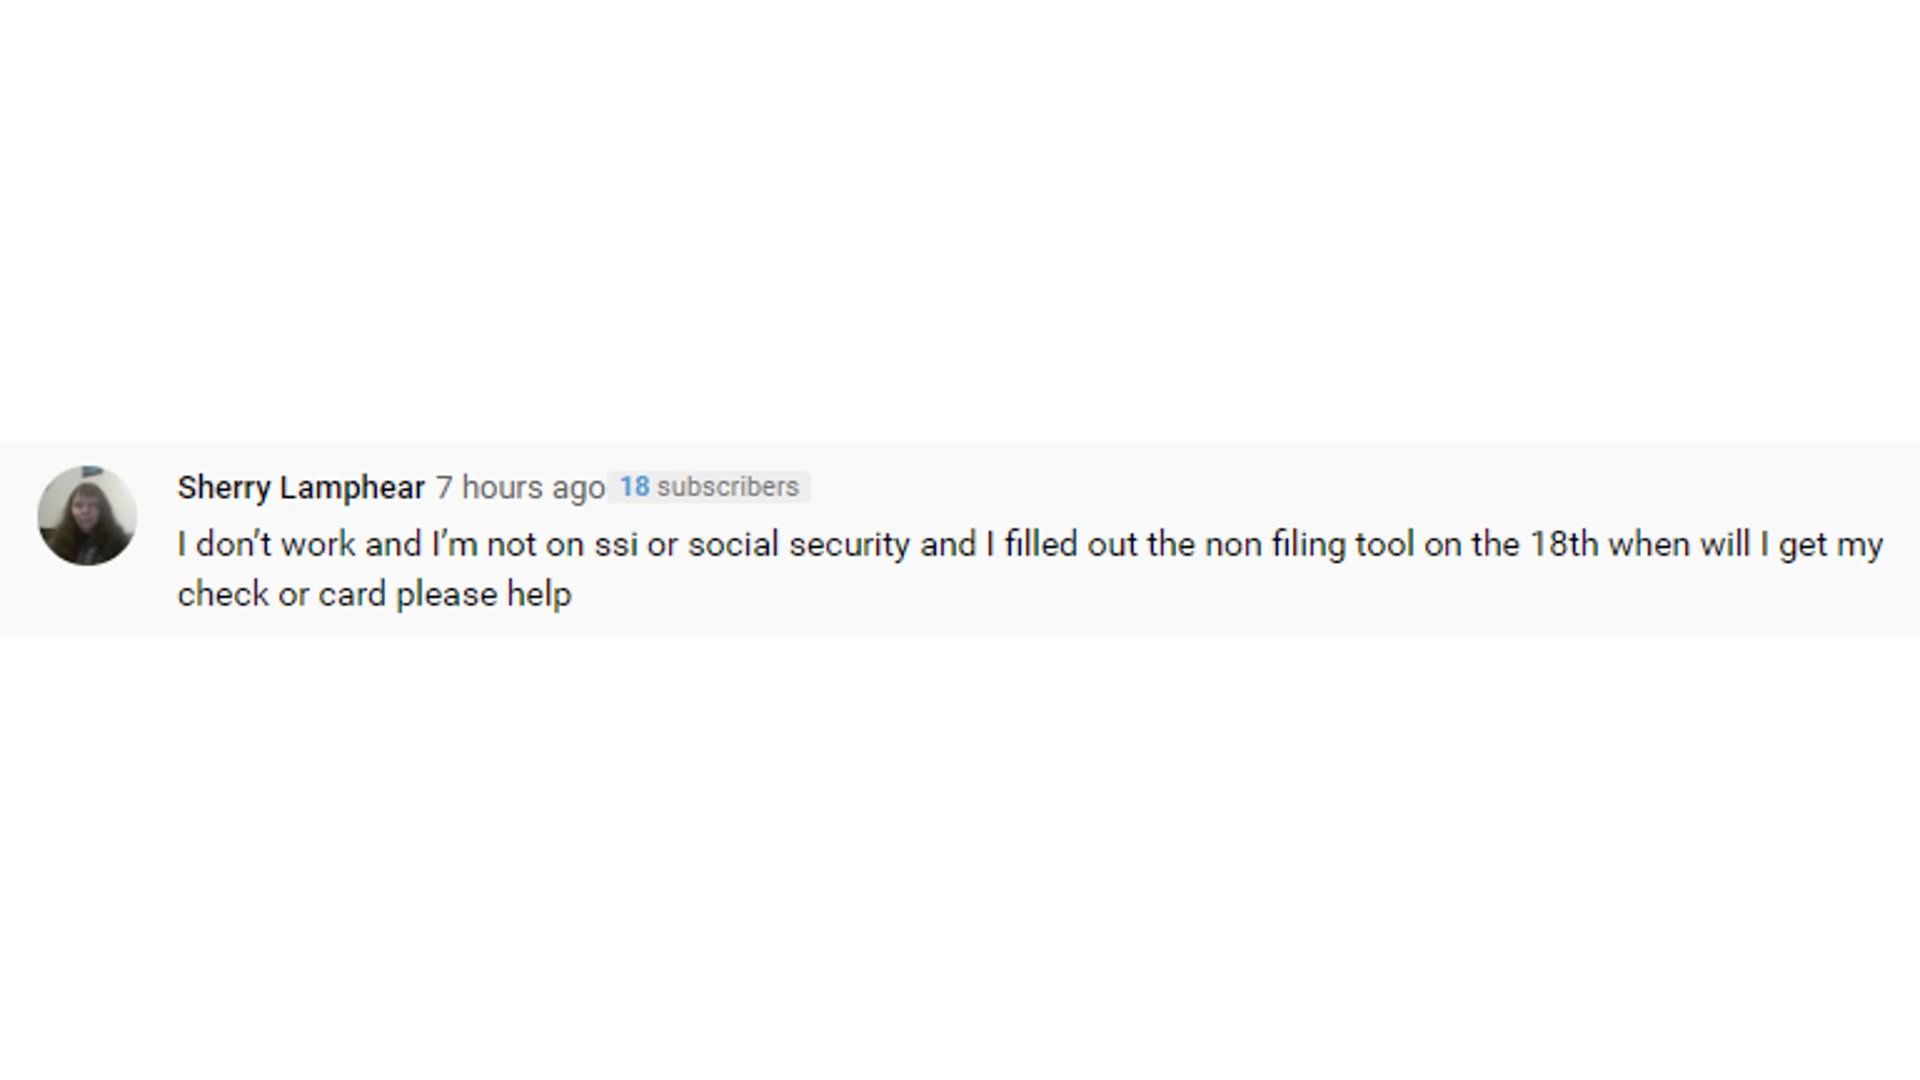 Sherry Lamphear 7 hours ago 18 subscribers
I don’t work and I’m not on ssi or social security and I filled out the non filing tool on the 18th when will I get my
check or card please help